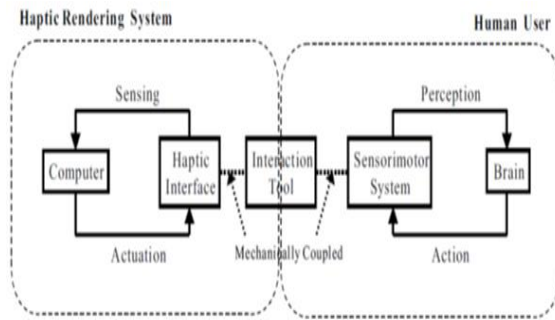 Haptic Rendering System
Human User
Sensing
Perception
Computer
Haptic
Interface
Interaction
Tool
Sensorimotor
System
Brain
Actuation
Mechanically Coupled
Action